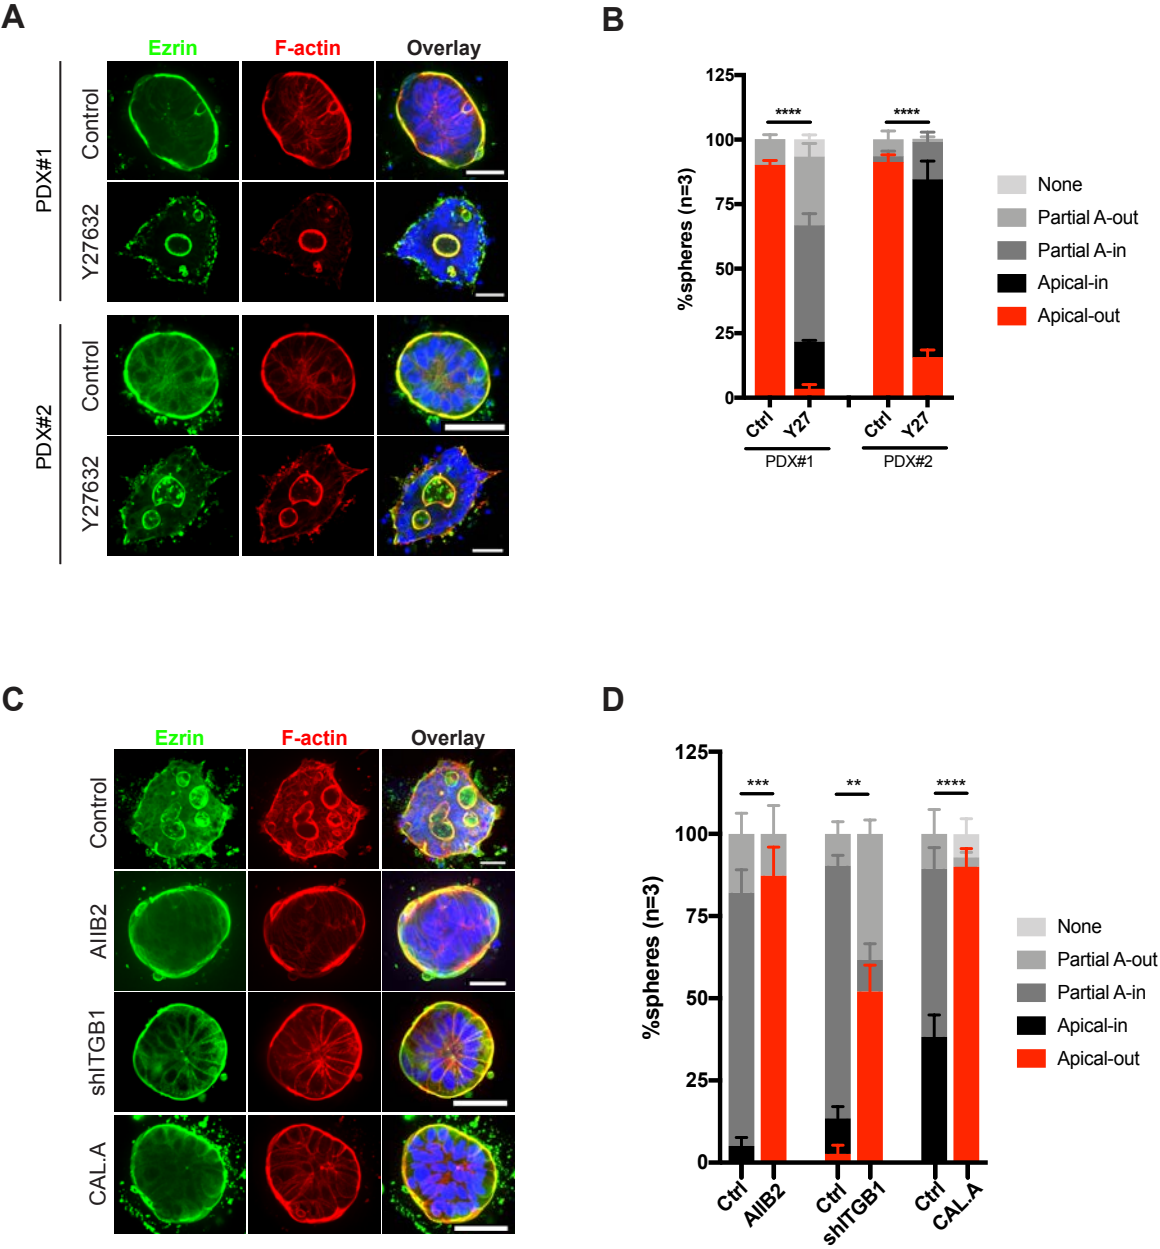 A
Ezrin
F-actin
Overlay
PDX#1
Control
Y27632
PDX#2
Control
Y27632
B
%spheres (n=3)
125
100
75
50
25
0
****
****
Ctrl
Y27
Ctrl
Y27
PDX#1
PDX#2
None
Partial A-out
Partial A-in
Apical-in
Apical-out
C
Ezrin
F-actin
Overlay
Control
AIIB2
shITGB1
CAL.A
D
%spheres (n=3)
125
100
75
50
25
0
***
**
****
Ctrl
AIIB2
Ctrl
shITGB1
Ctrl
CAL.A
None
Partial A-out
Partial A-in
Apical-in
Apical-out